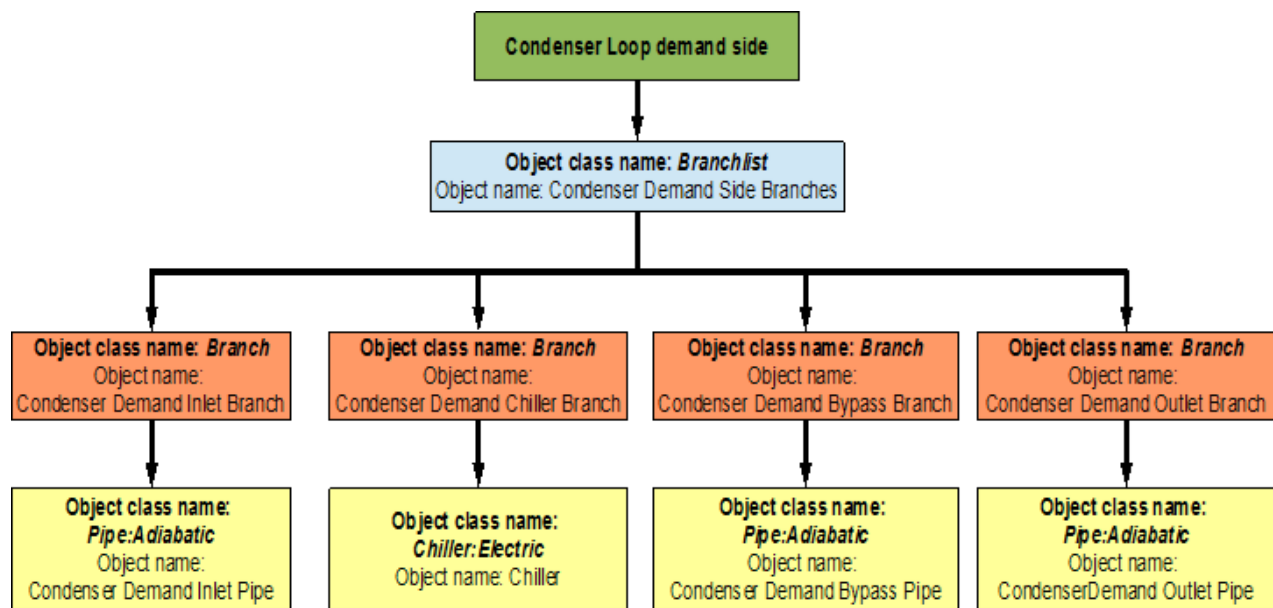 Condenser Loop demand side
Object class name: Branchlist
Object name: Condenser Demand Side Branches
Object class name: Branch
Object name:
Condenser Demand Inlet Branch
Object class name: Branch
Object name:
Condenser Demand Chiller Branch
Object class name: Branch
Object name:
Condenser Demand Bypass Branch
Object class name: Branch
Object name:
Condenser Demand Outlet Branch
Object class name:
Pipe:Adiabatic
Object name:
Condenser Demand Inlet Pipe
Object class name:
Chiller:Electric
Object name: Chiller
Object class name:
Pipe:Adiabatic
Object name:
Condenser Demand Bypass Pipe
Object class name:
Pipe:Adiabatic
Object name:
CondenserDemand Outlet Pipe